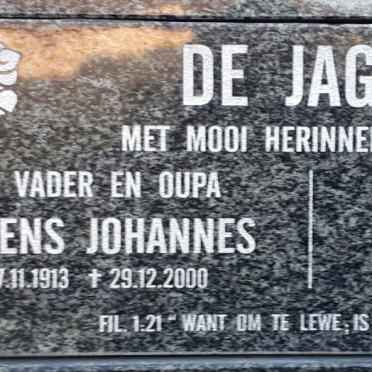 DE JAG
MET MOOI HERINNE
VADER EN OUPA
ENS JOHANNES
7.11.1913 ✝ 29.12.2000
FIL. 1:21 "WANT OM TE LEWE, IS